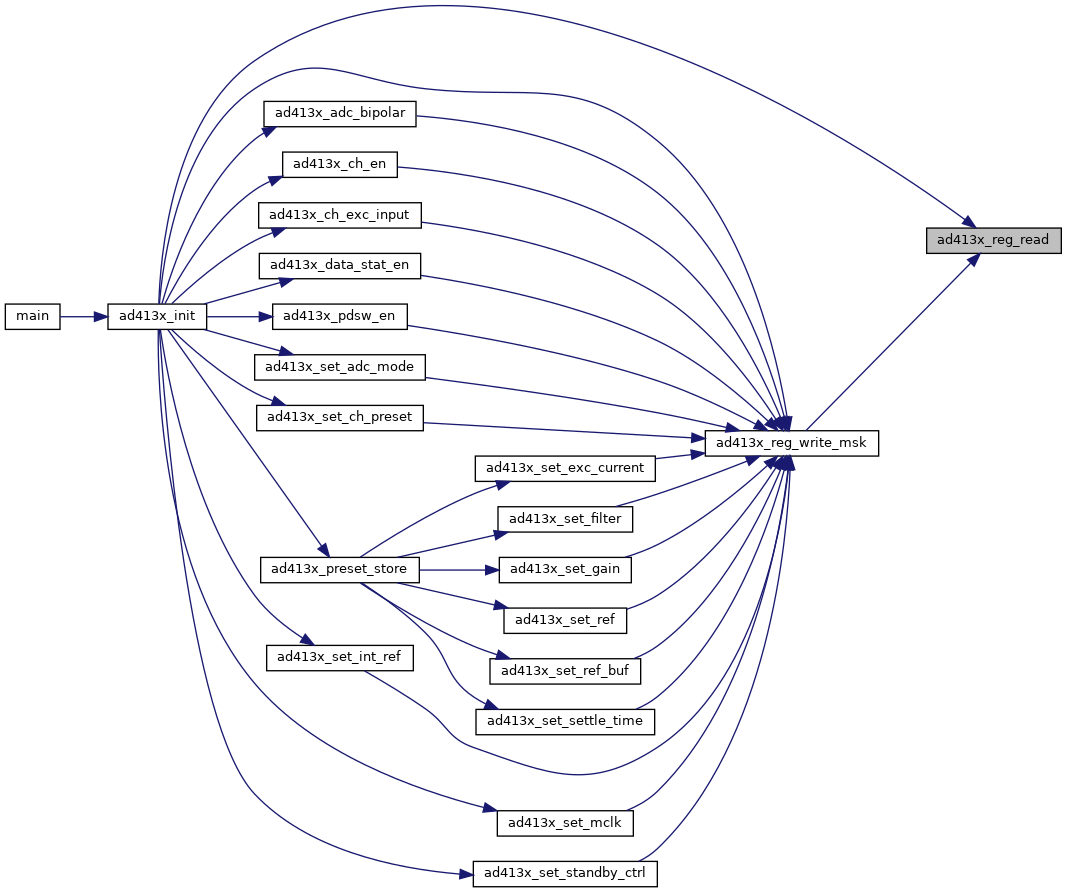 ad413x_adc_bipolar
ad413x_ch_en
ad413x_ch_exc_input
ad413x_reg_read
ad413x_data_stat_en
main
ad413x_init
ad413x_pdsw_en
ad413x_set_adc_mode
ad413x_set_ch_preset
ad413x_reg_write_msk
ad413x_set_exc_current
ad413x_set_filter
ad413x_preset_store
ad413x_set_gain
ad413x_set_ref
ad413x_set_int_ref
ad413x_set_ref_buf
ad413x_set_settle_time
ad413x_set_mclk
ad413x_set_standby_ctrl